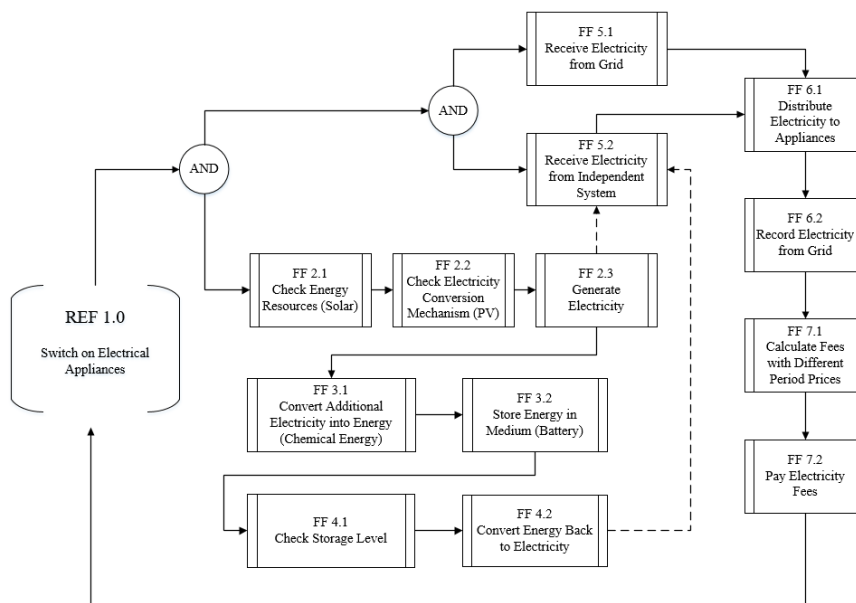 FF 5.1
Receive Electricity
from Grid
AND
FF 6.1
Distribute
Electricity to
Appliances
FF 5.2
Receive Electricity
from Independent
System
AND
FF 6.2
Record Electricity
from Grid
FF 2.1
Check Energy
Resources (Solar)
FF 2.2
Check Electricity
Conversion
Mechanism (PV)
FF 2.3
Generate
Electricity
REF 1.0
Switch on Electrical
Appliances
FF 7.1
Calculate Fees
with Different
Period Prices
FF 3.1
Convert Additional
Electricity into Energy
(Chemical Energy)
FF 3.2
Store Energy in
Medium (Battery)
FF 7.2
Pay Electricity
Fees
FF 4.1
Check Storage Level
FF 4.2
Convert Energy Back
to Electricity